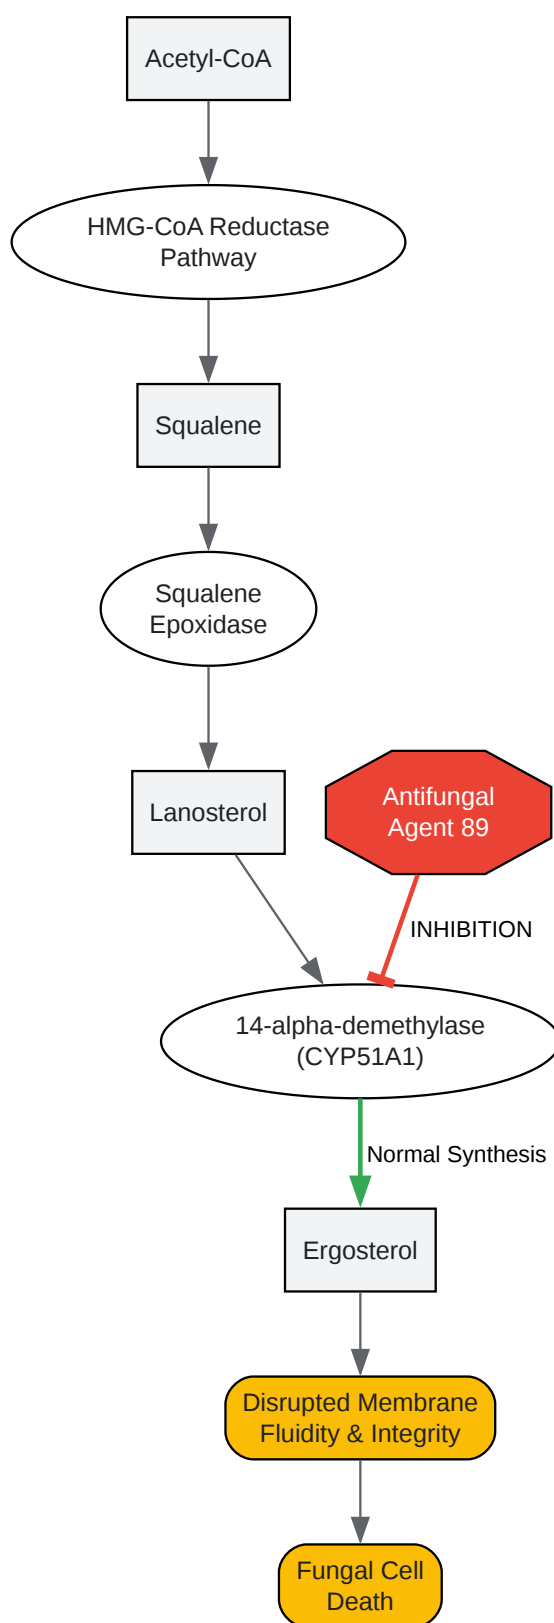 Acetyl-CoA
HMG-CoA Reductase
Pathway
Squalene
Squalene
Epoxidase
Lanosterol
Antifungal
Agent 89
INHIBITION
14-alpha-demethylase
(CYP51A1)
Normal Synthesis
Ergosterol
Disrupted Membrane
Fluidity & Integrity
Fungal Cell
Death